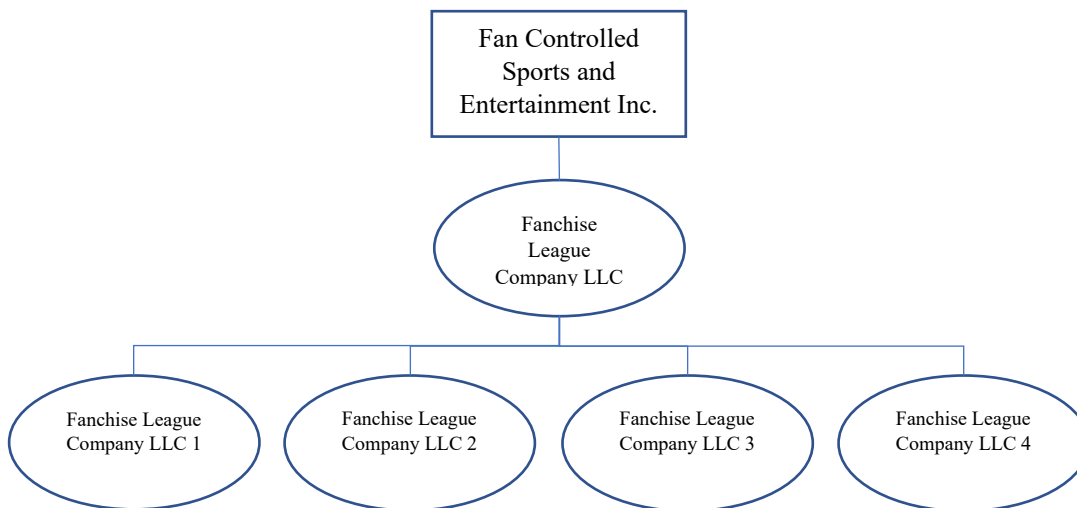 Fan Controlled
Sports and
Entertainment Inc.
Fanchise
League
Company LLC
Fanchise League
Company LLC 1
Fanchise League
Company LLC 2
Fanchise League
Company LLC 3
Fanchise League
Company LLC 4